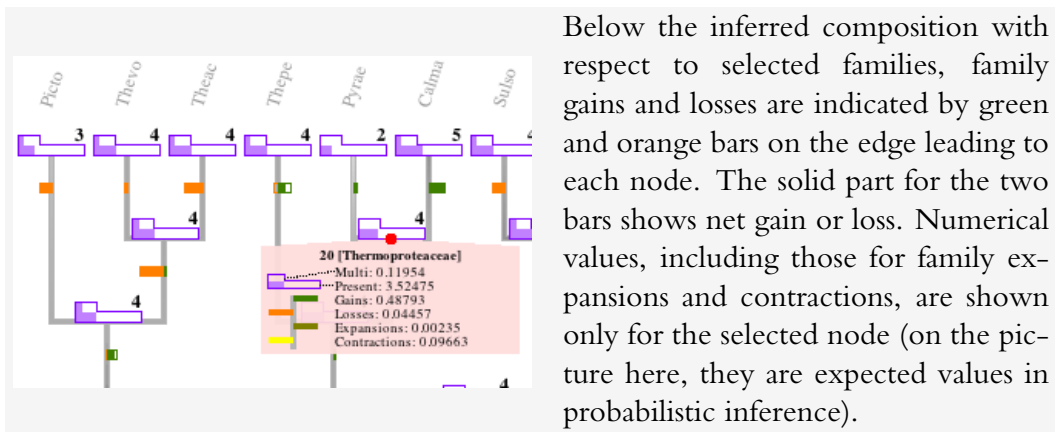 Picto Thevo Theac Thepe Pyrae Calma Sulso
3 4 4 4 2 5 4
4 4
20 [Thermoproteaceae]
Multi: 0.11954
Present: 3.52475
Gains: 0.48793
Losses: 0.04457
Expansions: 0.00235
Contractions: 0.09663
4
4
Below the inferred composition with
respect to selected families, family
gains and losses are indicated by green
and orange bars on the edge leading to
each node. The solid part for the two
bars shows net gain or loss. Numerical
values, including those for family ex-
pansions and contractions, are shown
only for the selected node (on the pic-
ture here, they are expected values in
probabilistic inference).